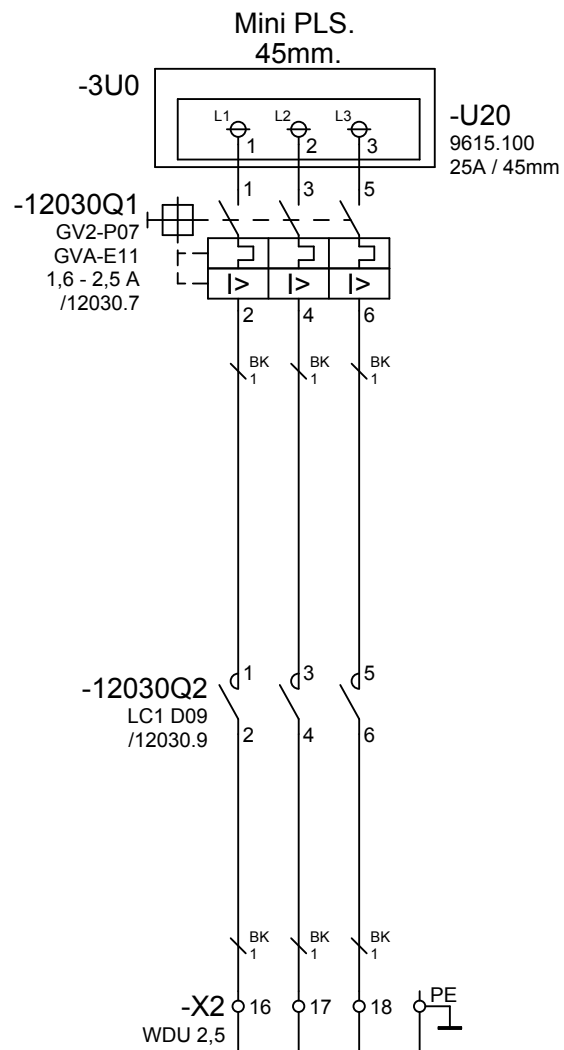 Mini PLS.
45mm.
-3U0
L1 L2 L3
1 2 3
-U20
9615.100
25A / 45mm
1 3 5
-12030Q1
GV2-P07
GVA-E11
1,6 - 2,5 A
/12030.7
I> I> I>
2 4 6
BK BK BK
1 1 1
1 3 5
-12030Q2
LC1 D09
/12030.9
2 4 6
BK BK BK
1 1 1
-X2 16 17 18 PE
WDU 2,5